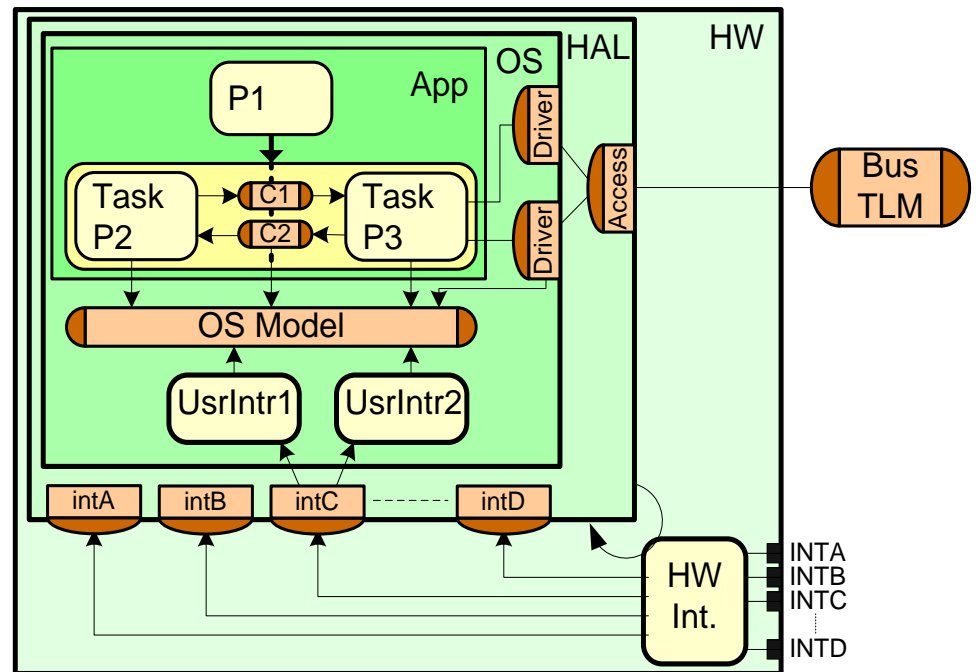 HW
HAL
OS
App
P1
Driver
Access
Bus
TLM
Task
P2
C1
C2
Task
P3
Driver
OS Model
UsrIntr1
UsrIntr2
intA
intB
intC
intD
HW
Int.
INTA
INTB
INTC
INTD